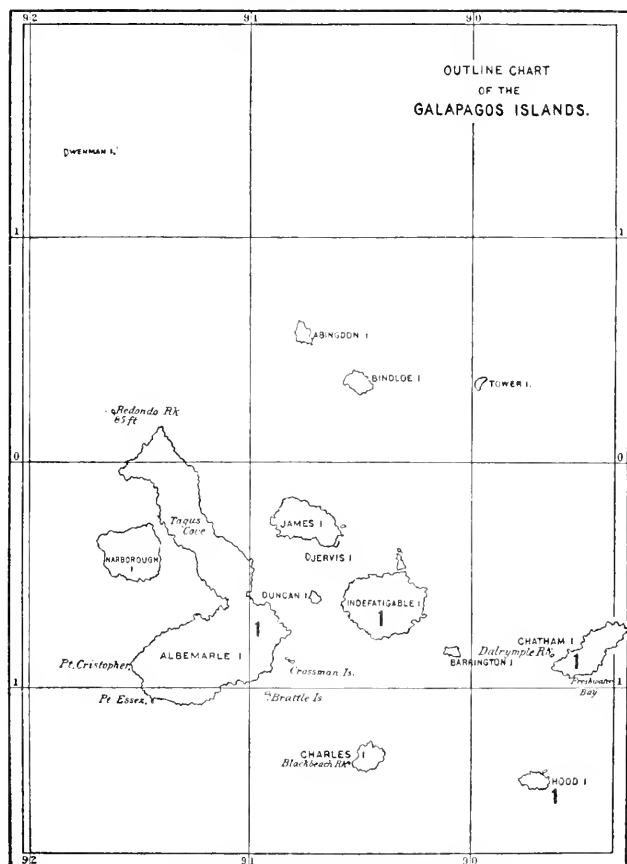 92 91 90
OUTLINE CHART
OF THE
GALAPAGOS ISLANDS.
WENMAN I.
1 1
ABINGDON I
BINDLOE I
TOWER I.
Redondo Rk
85 ft
0 0
Tagus
Cove
JAMES I
JERVIS I
NARBOROUGH
I
DUNCAN I
INDEFATIGABLE I
1
1
CHATHAM I
Dalrymple Rk
1
ALBEMARLE I
BARRINGTON I
Pt. Cristopher
Crossman Is.
Freshwater
Bay
1 1
Pt Essex.
Brattle Is
CHARLES I
Blackbeach Rk
HOOD I
1
92 91 90